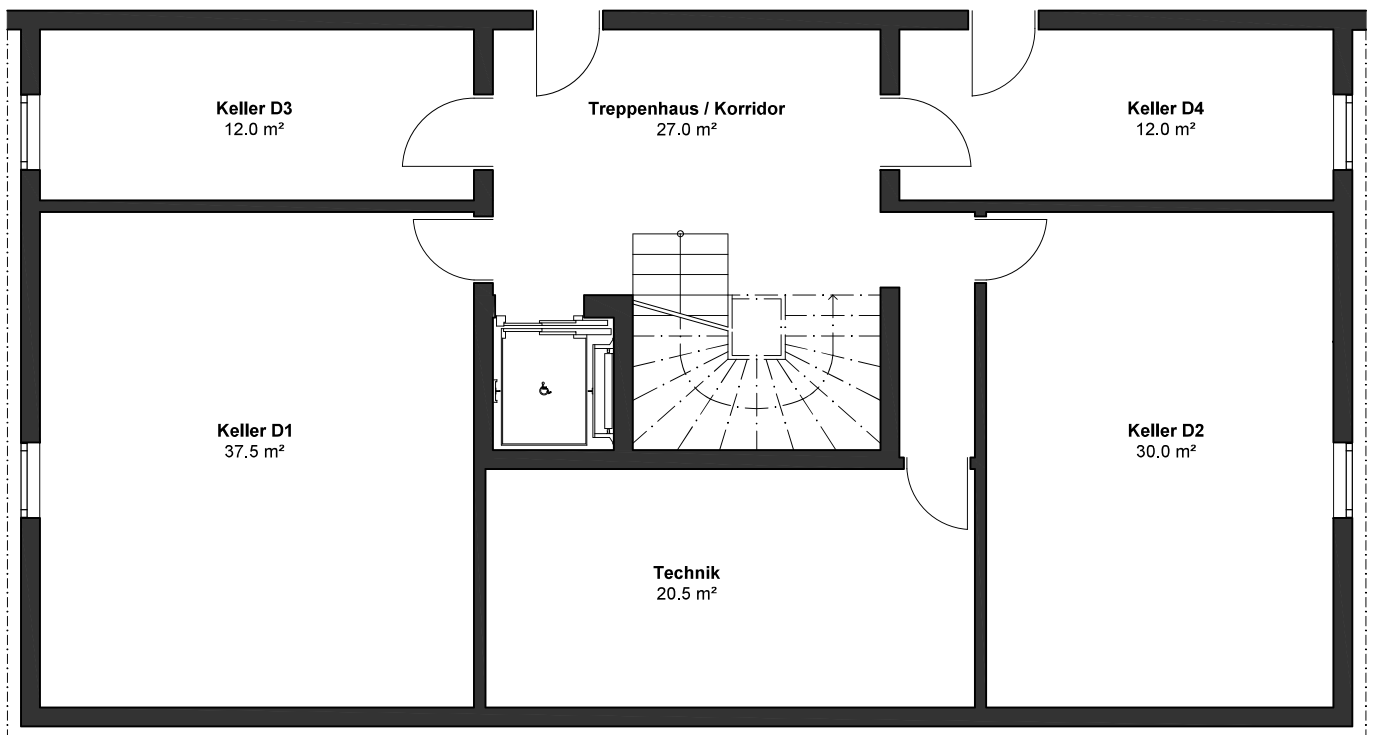 Keller D3
12.0 m²
Treppenhaus / Korridor
27.0 m²
Keller D4
12.0 m²
Keller D1
37.5 m²
Keller D2
30.0 m²
Technik
20.5 m²